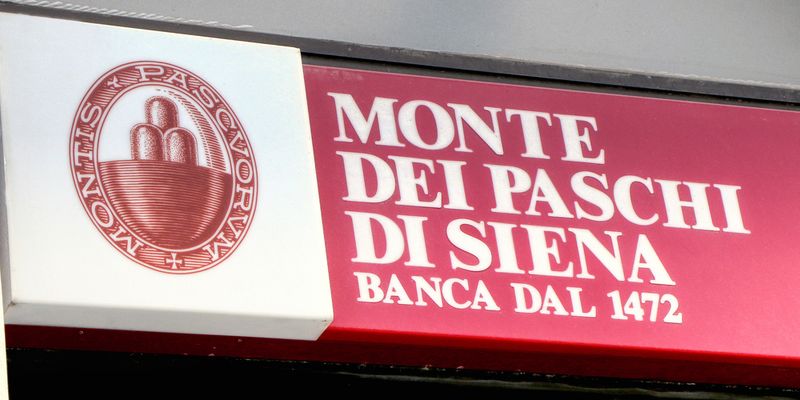 MONTIS PASCVORVM
MONTE
DEI PASCHI
DI SIENA
BANCA DAL 1472